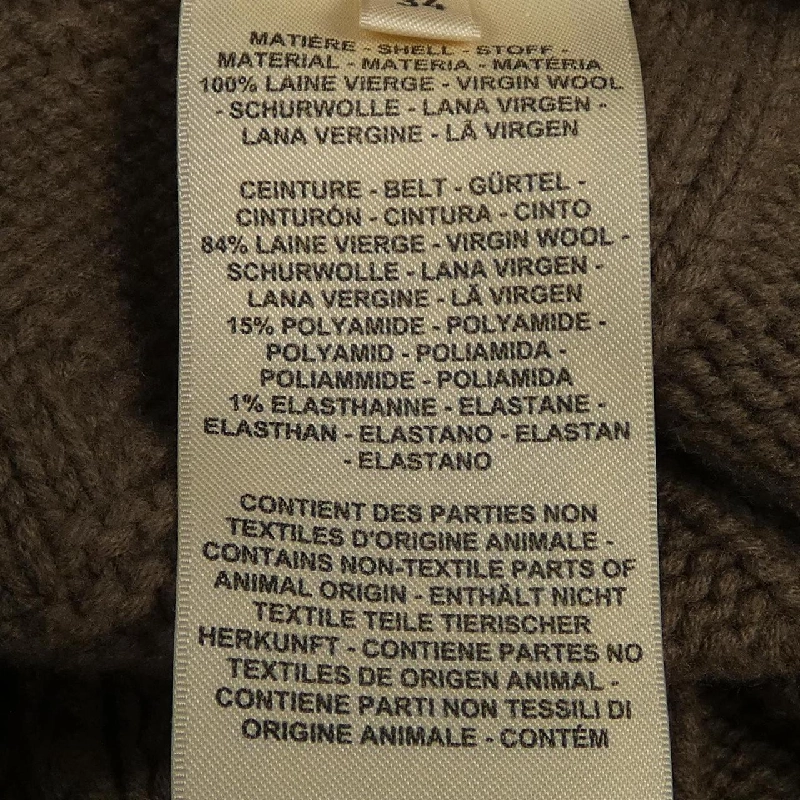 34
MATIÈRE - SHELL - STOFF -
MATERIAL - MATERIA - MATÉRIA
100% LAINE VIERGE - VIRGIN WOOL
- SCHURWOLLE - LANA VIRGEN -
LANA VERGINE - LÃ VIRGEN
CEINTURE - BELT - GÜRTEL -
CINTURÓN - CINTURA - CINTO
84% LAINE VIERGE - VIRGIN WOOL -
SCHURWOLLE - LANA VIRGEN -
LANA VERGINE - LÃ VIRGEN
15% POLYAMIDE - POLYAMIDE -
POLYAMID - POLIAMIDA -
POLIAMMIDE - POLIAMIDA
1% ELASTHANNE - ELASTANE -
ELASTHAN - ELASTANO - ELASTAN
- ELASTANO
CONTIENT DES PARTIES NON
TEXTILES D'ORIGINE ANIMALE -
CONTAINS NON-TEXTILE PARTS OF
ANIMAL ORIGIN - ENTHÄLT NICHT
TEXTILE TEILE TIERISCHER
HERKUNFT - CONTIENE PARTES NO
TEXTILES DE ORIGEN ANIMAL -
CONTIENE PARTI NON TESSILI DI
ORIGINE ANIMALE - CONTÉM